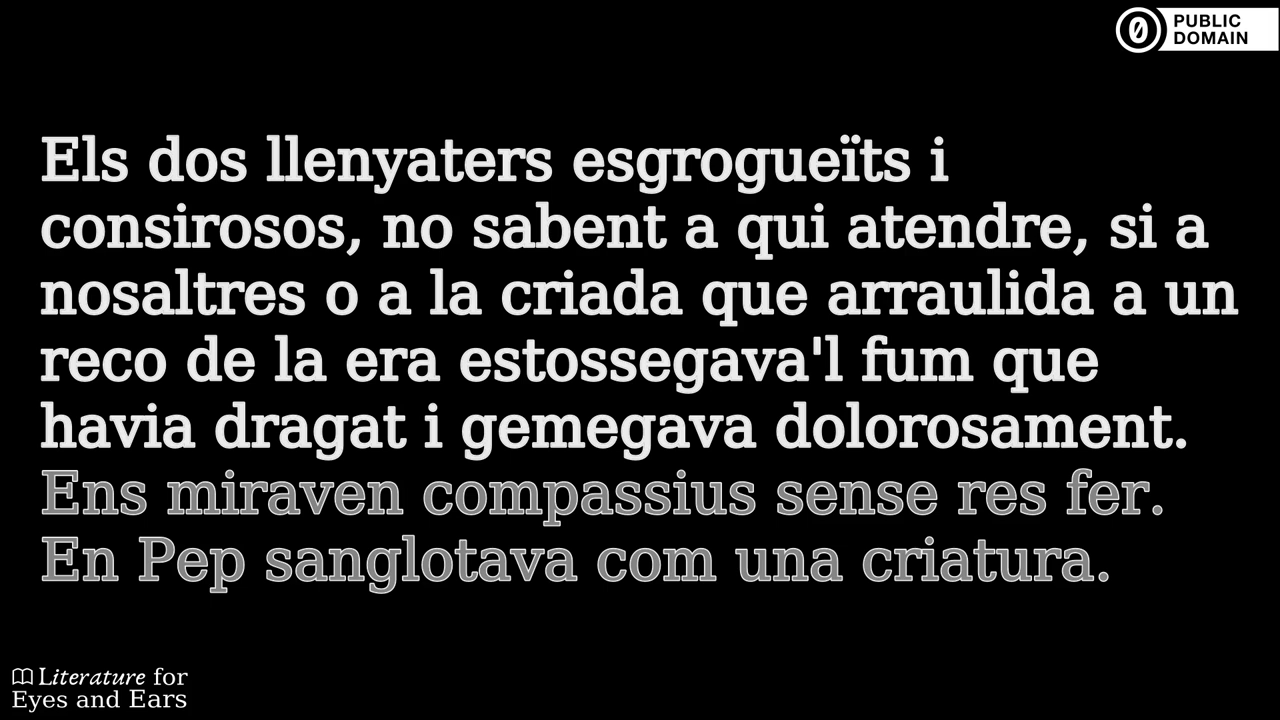 PUBLIC
DOMAIN
Els dos llenyaters esgrogueïts i
consirosos, no sabent a qui atendre, si a
nosaltres o a la criada que arraulida a un
reco de la era estossegava'l fum que
havia dragat i gemegava dolorosament.
Ens miraven compassius sense res fer.
En Pep sanglotava com una criatura.
Literature for
Eyes and Ears